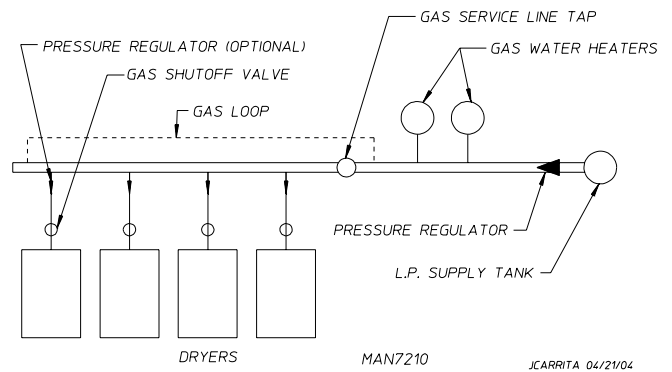 GAS SERVICE LINE TAP
PRESSURE REGULATOR (OPTIONAL)
GAS WATER HEATERS
GAS SHUTOFF VALVE
GAS LOOP
PRESSURE REGULATOR
L.P. SUPPLY TANK
DRYERS
MAN7210
JCARRITA 04/21/04